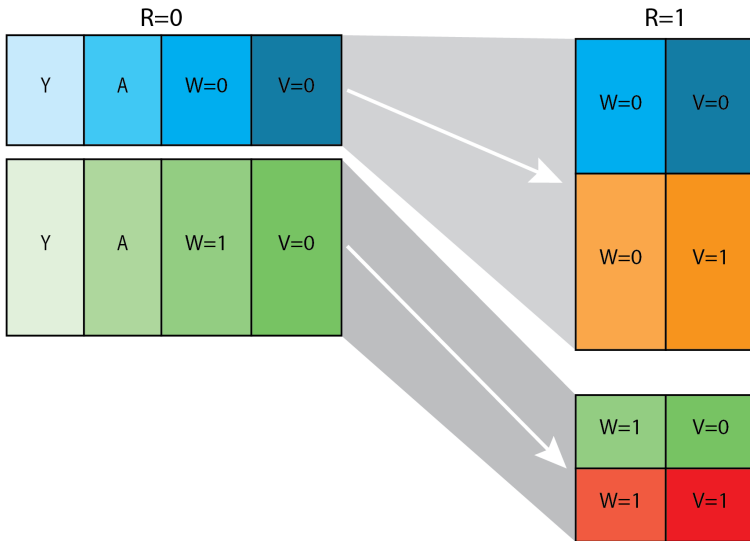 R=0
Y A W=0 V=0
Y A W=1 V=0
R=1
W=0 V=0
W=0 V=1
W=1 V=0
W=1 V=1